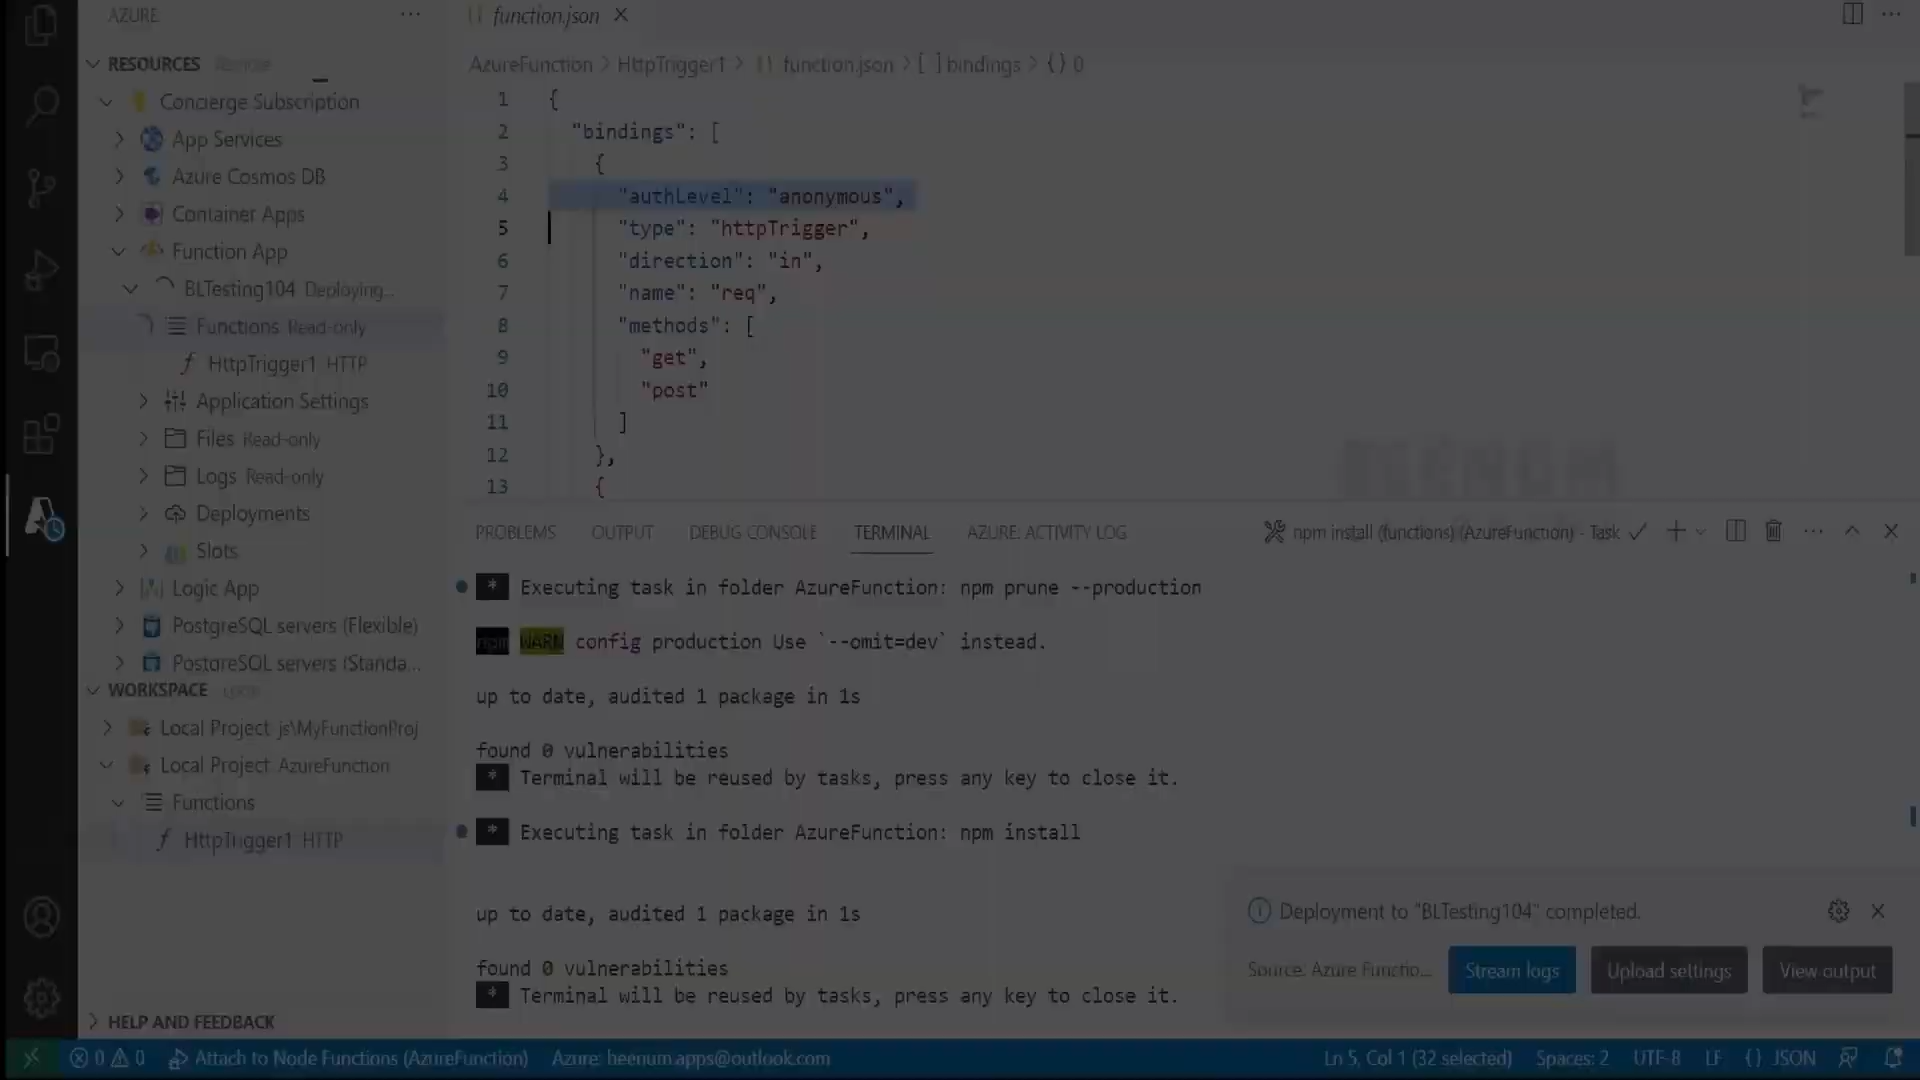 AZURE
RESOURCES Remote
Concierge Subscription
App Services
Azure Cosmos DB
Container Apps
Function App
BLTesting104 Deploying...
Functions Read-only
HttpTrigger1 HTTP
Application Settings
Files Read-only
Logs Read-only
Deployments
Slots
Logic App
PostgreSQL servers (Flexible)
PostgreSQL servers (Standa...
WORKSPACE
Local Project js\MyFunctionProj
Local Project AzureFunction
Functions
HttpTrigger1 HTTP
HELP AND FEEDBACK
function.json
AzureFunction > HttpTrigger1 > {} function.json > [ ] bindings > {} 0
1 {
2 "bindings": [
3 {
4 "authLevel": "anonymous",
5 "type": "httpTrigger",
6 "direction": "in",
7 "name": "req",
8 "methods": [
9 "get",
10 "post"
11 ]
12 },
13 {
PROBLEMS OUTPUT DEBUG CONSOLE TERMINAL AZURE: ACTIVITY LOG
npm install (functions) (AzureFunction) - Task
* Executing task in folder AzureFunction: npm prune --production
npm WARN config production Use `--omit=dev` instead.
up to date, audited 1 package in 1s
found 0 vulnerabilities
* Terminal will be reused by tasks, press any key to close it.
* Executing task in folder AzureFunction: npm install
up to date, audited 1 package in 1s
found 0 vulnerabilities
* Terminal will be reused by tasks, press any key to close it.
Deployment to "BLTesting104" completed.
Source: Azure Functio... Stream logs Upload settings View output
0 0 Attach to Node Functions (AzureFunction) Azure: heenum.apps@outlook.com Ln 5, Col 1 (32 selected) Spaces: 2 UTF-8 LF {} JSON